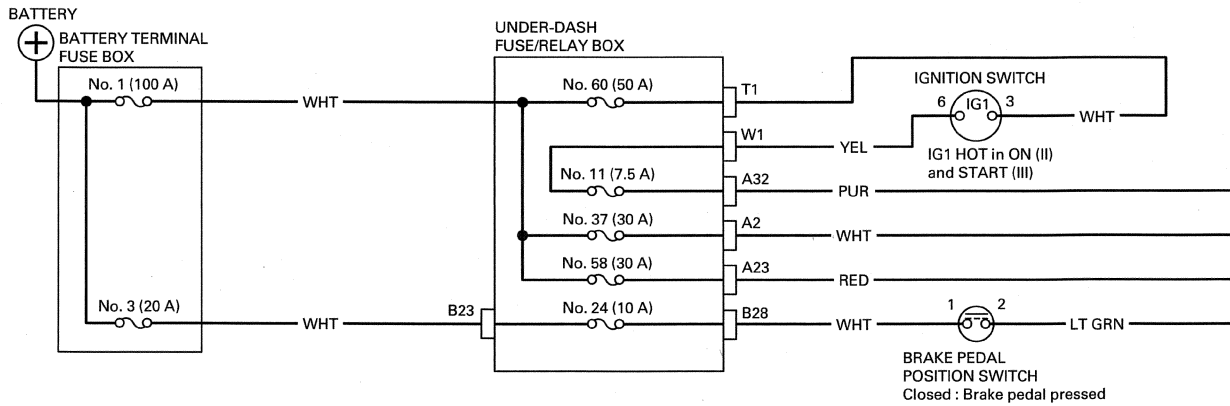 BATTERY
BATTERY TERMINAL
FUSE BOX
No. 1 (100 A)
WHT
No. 3 (20 A)
WHT
B23
UNDER-DASH
FUSE/RELAY BOX
No. 60 (50 A)
T1
W1
No. 11 (7.5 A)
A32
No. 37 (30 A)
A2
No. 58 (30 A)
A23
No. 24 (10 A)
B28
IGNITION SWITCH
6 IG1 3
WHT
YEL
IG1 HOT in ON (II)
and START (III)
PUR
WHT
RED
WHT
1 2
LT GRN
BRAKE PEDAL
POSITION SWITCH
Closed : Brake pedal pressed